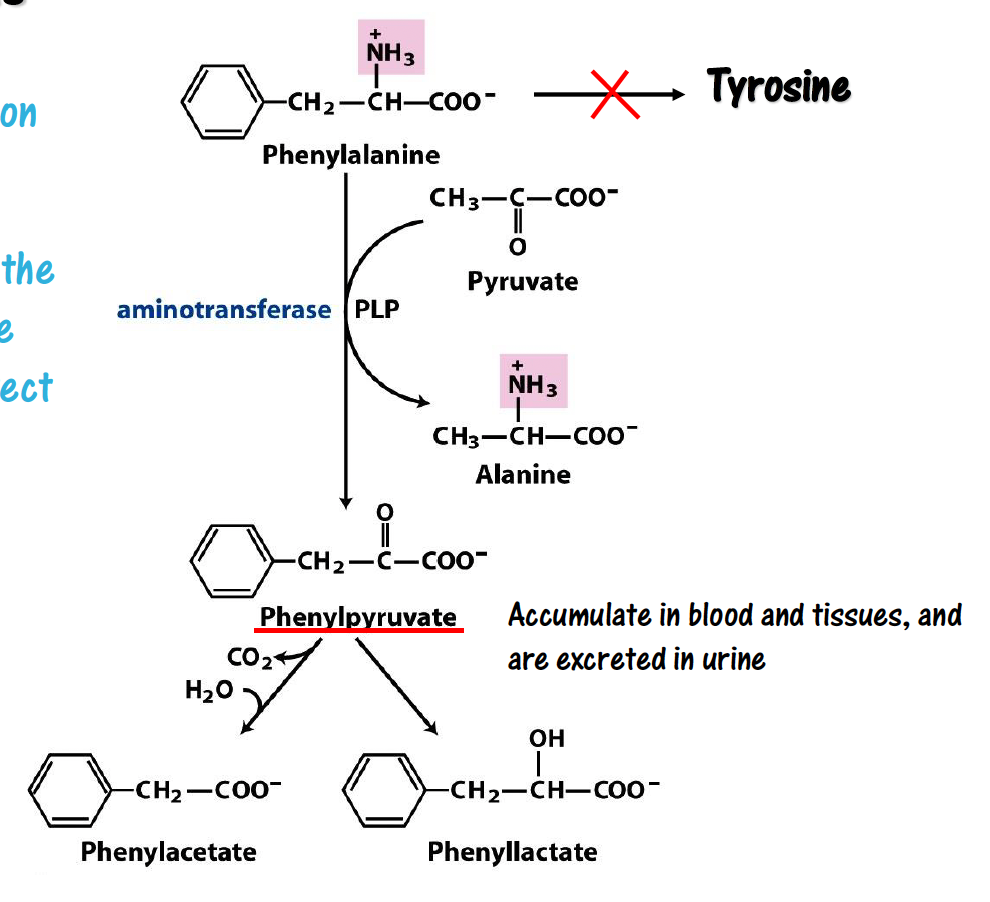 on
the
e
ect
+
NH3
CH2—CH—COO−
Tyrosine
Phenylalanine
CH3—C—COO−
O
Pyruvate
aminotransferase
PLP
+
NH3
CH3—CH—COO−
Alanine
O
CH2—C—COO−
Phenylpyruvate
Accumulate in blood and tissues, and
are excreted in urine
CO2
H2O
OH
CH2—COO−
CH2—CH—COO−
Phenylacetate
Phenyllactate